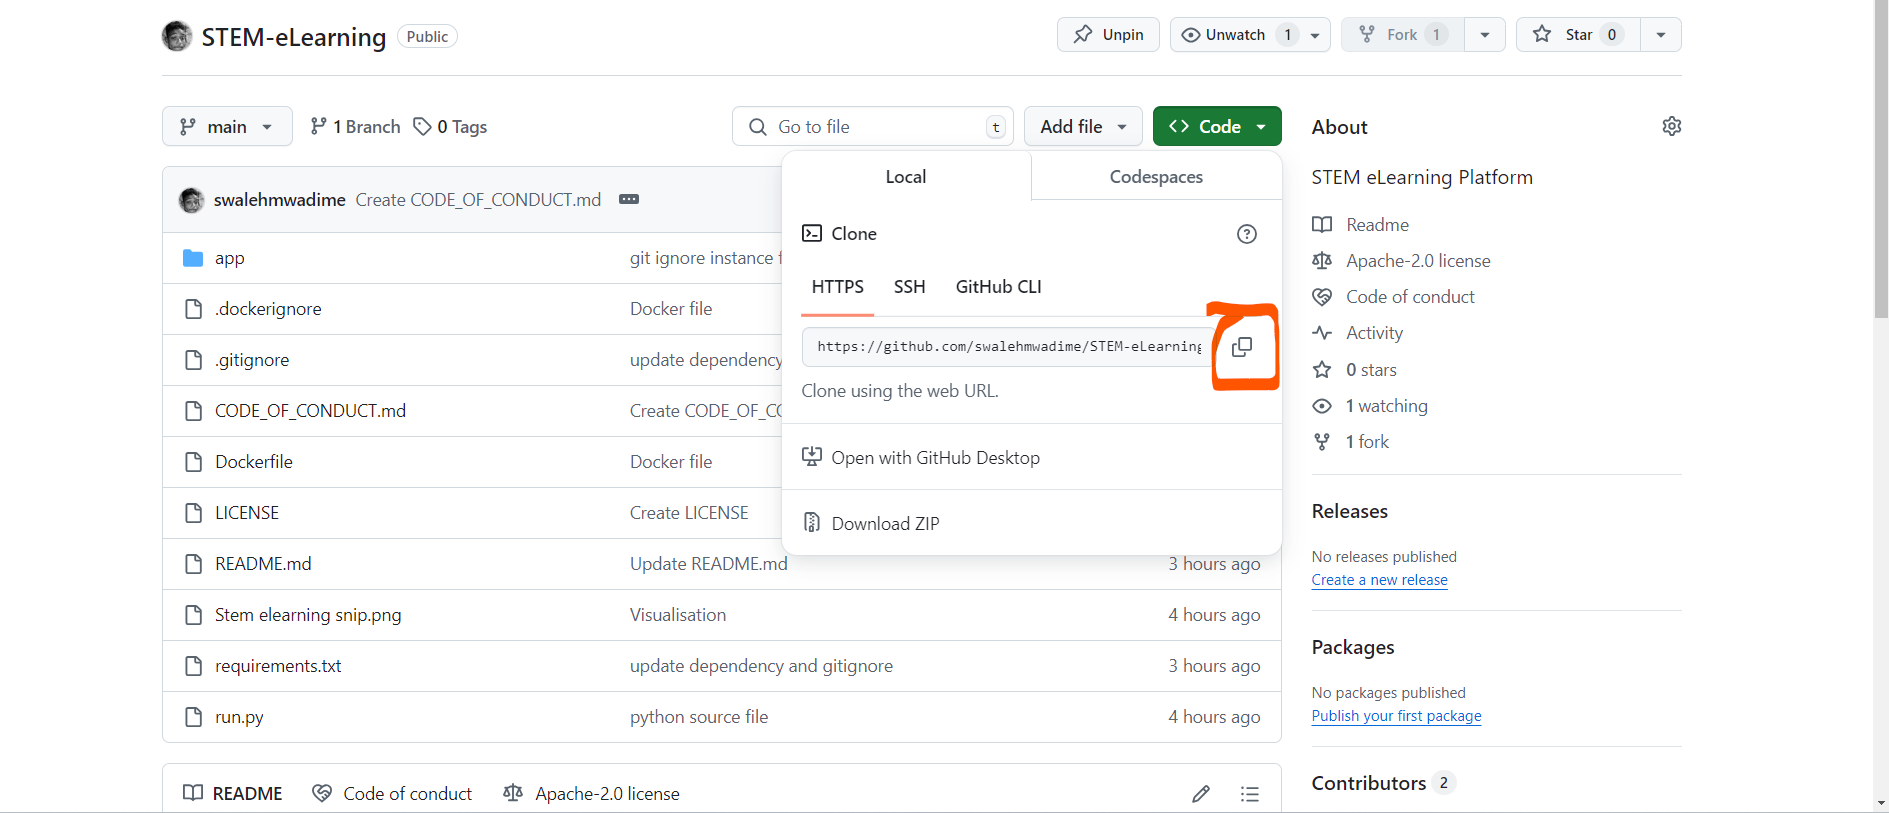 STEM-eLearning Public
Unpin
Unwatch 1
Fork 1
Star 0
main
1 Branch
0 Tags
Go to file t
Add file
Code
swalehmwadime Create CODE_OF_CONDUCT.md
app git ignore instance
.dockerignore Docker file
.gitignore update dependency
CODE_OF_CONDUCT.md Create CODE_OF_CO
Dockerfile Docker file
LICENSE Create LICENSE
README.md Update README.md 3 hours ago
Stem elearning snip.png Visualisation 4 hours ago
requirements.txt update dependency and gitignore 3 hours ago
run.py python source file 4 hours ago
Local Codespaces
Clone
HTTPS SSH GitHub CLI
https://github.com/swalehmwadime/STEM-eLearning
Clone using the web URL.
Open with GitHub Desktop
Download ZIP
README Code of conduct Apache-2.0 license
About
STEM eLearning Platform
Readme
Apache-2.0 license
Code of conduct
Activity
0 stars
1 watching
1 fork
Releases
No releases published
Create a new release
Packages
No packages published
Publish your first package
Contributors 2